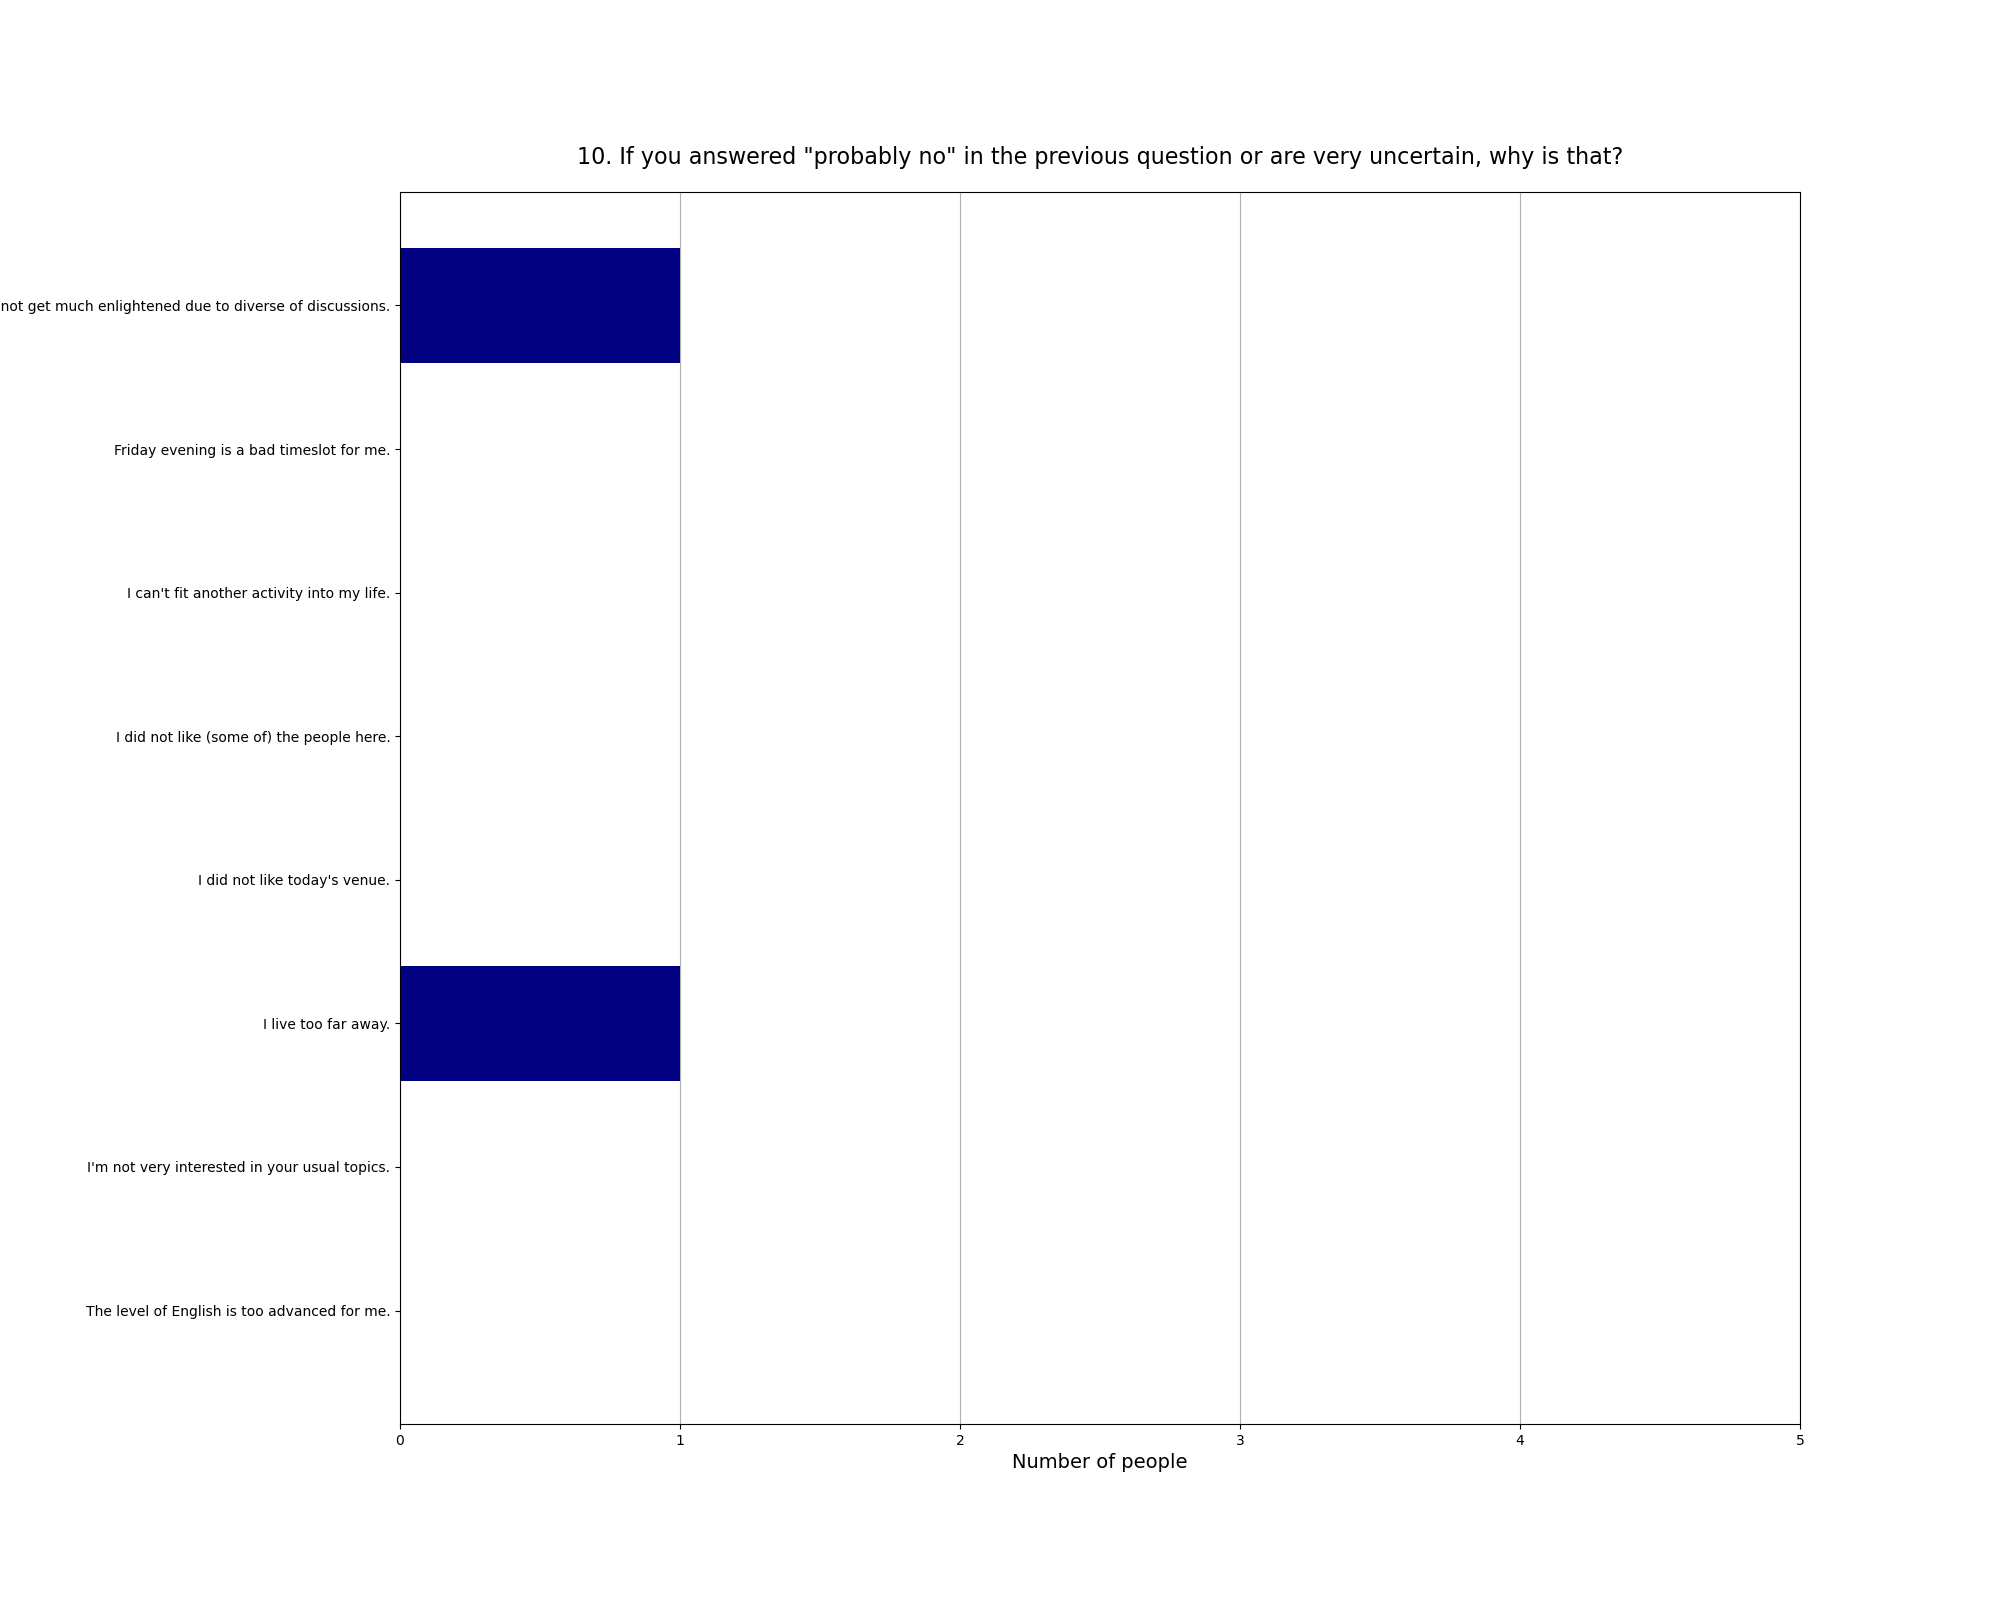 10. If you answered "probably no" in the previous question or are very uncertain, why is that?
not get much enlightened due to diverse of discussions.
Friday evening is a bad timeslot for me.
I can't fit another activity into my life.
I did not like (some of) the people here.
I did not like today's venue.
I live too far away.
I'm not very interested in your usual topics.
The level of English is too advanced for me.
0 1 2 3 4 5
Number of people